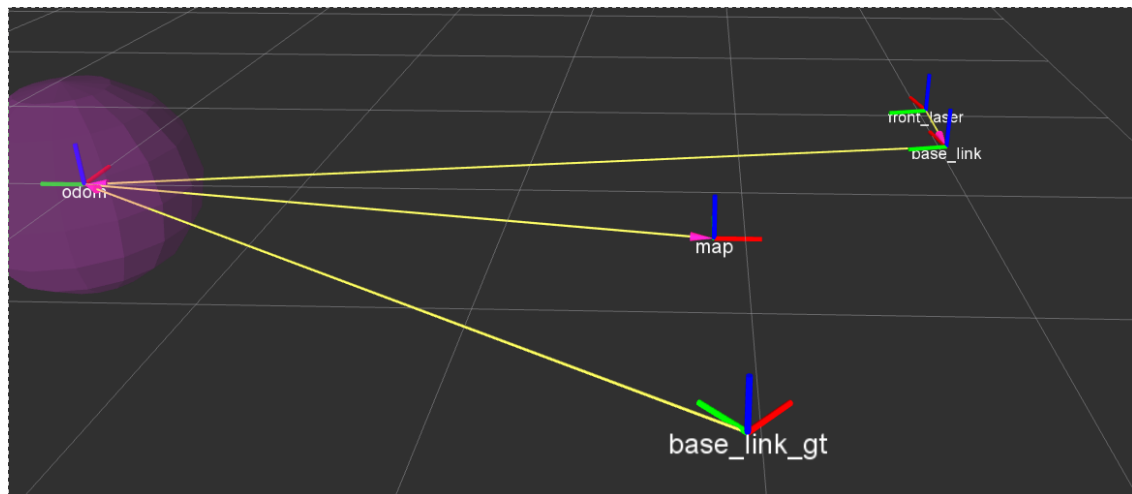 front_laser
base_link
odom
map
base_link_gt